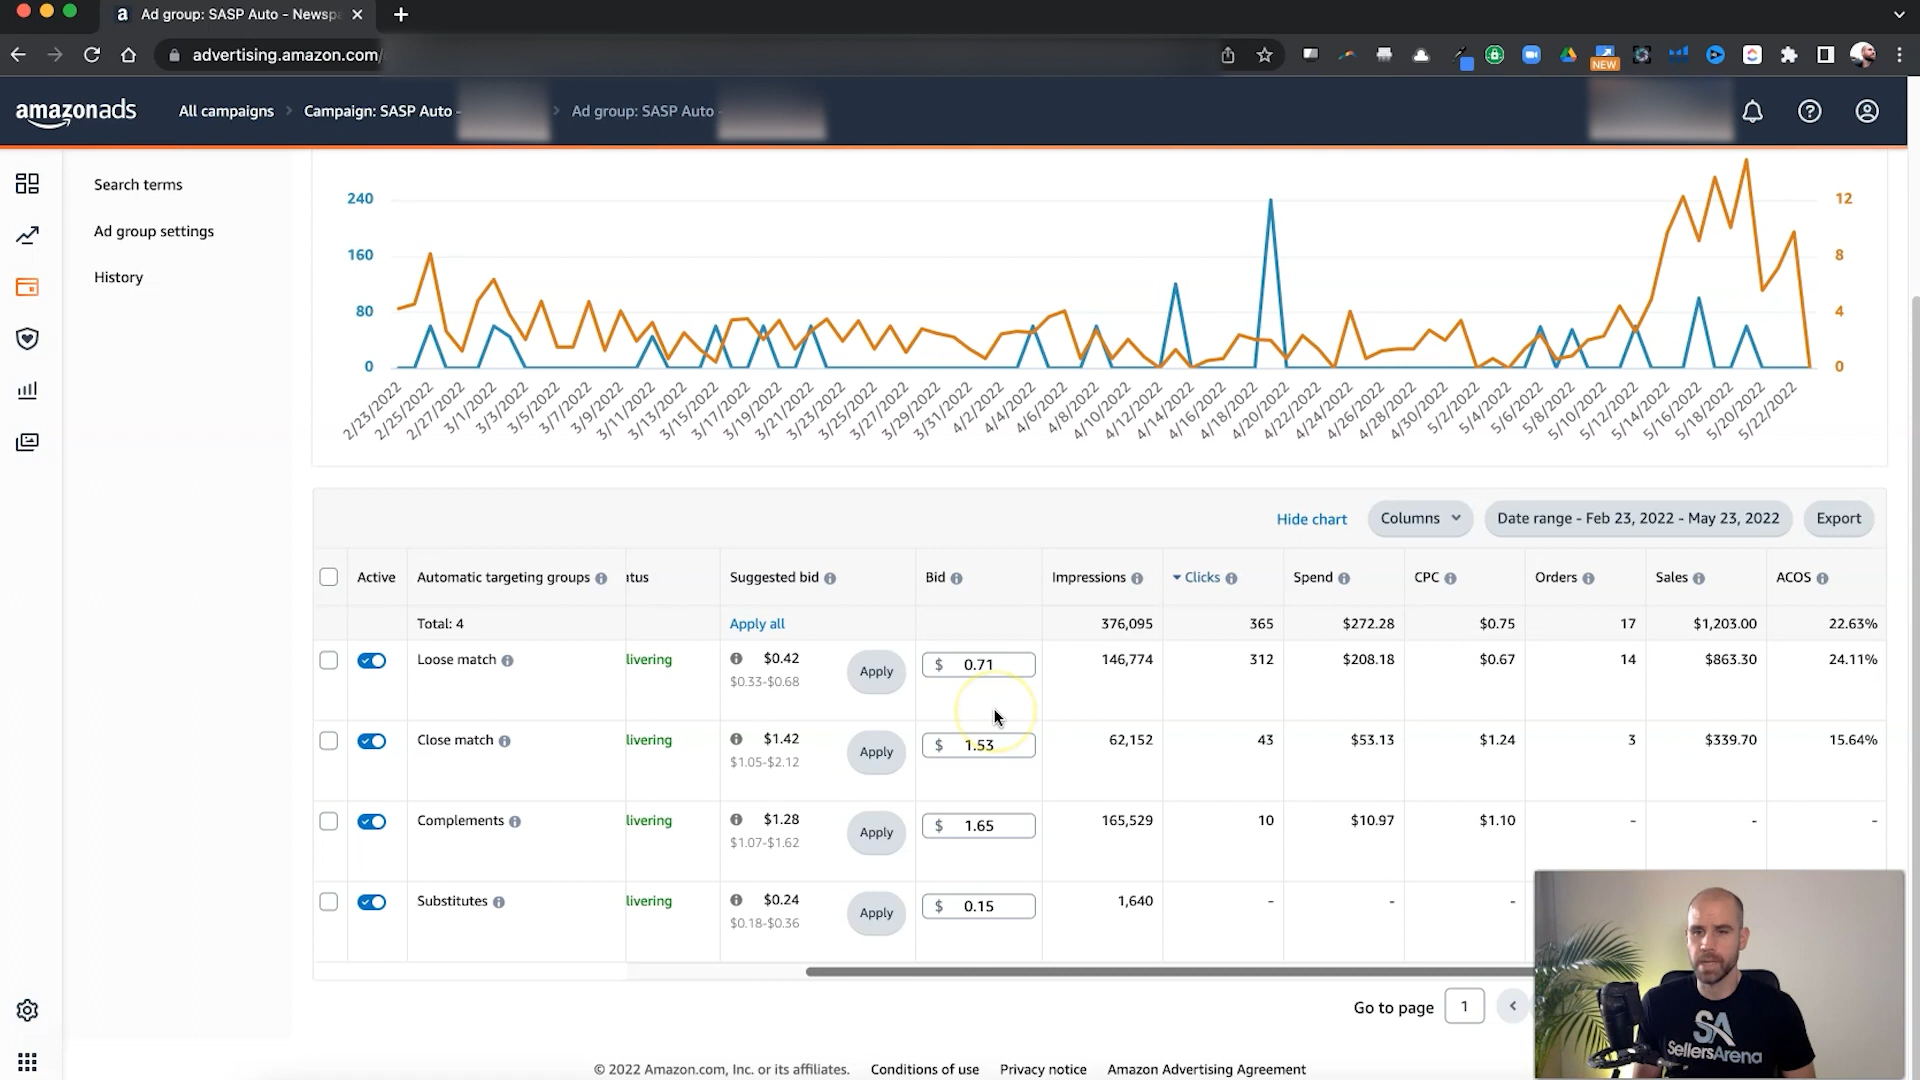 Ad group: SASP Auto - Newspa
advertising.amazon.com/
NEW
amazonads
All campaigns
Campaign: SASP Auto -
Ad group: SASP Auto -
Search terms
Ad group settings
History
240
160
80
0
12
8
4
0
2/23/2022
2/25/2022
2/27/2022
3/1/2022
3/3/2022
3/5/2022
3/7/2022
3/9/2022
3/11/2022
3/13/2022
3/15/2022
3/17/2022
3/19/2022
3/21/2022
3/23/2022
3/25/2022
3/27/2022
3/29/2022
3/31/2022
4/2/2022
4/4/2022
4/6/2022
4/8/2022
4/10/2022
4/12/2022
4/14/2022
4/16/2022
4/18/2022
4/20/2022
4/22/2022
4/24/2022
4/26/2022
4/28/2022
4/30/2022
5/2/2022
5/4/2022
5/6/2022
5/8/2022
5/10/2022
5/12/2022
5/14/2022
5/16/2022
5/18/2022
5/20/2022
5/22/2022
Hide chart Columns Date range - Feb 23, 2022 - May 23, 2022 Export
Active Automatic targeting groups atus Suggested bid Bid Impressions Clicks Spend CPC Orders Sales ACOS
Total: 4 Apply all 376,095 365 $272.28 $0.75 17 $1,203.00 22.63%
Loose match livering $0.42 Apply $ 0.71 146,774 312 $208.18 $0.67 14 $863.30 24.11%
$0.33-$0.68
Close match livering $1.42 Apply $ 1.53 62,152 43 $53.13 $1.24 3 $339.70 15.64%
$1.05-$2.12
Complements livering $1.28 Apply $ 1.65 165,529 10 $10.97 $1.10 - - -
$1.07-$1.62
Substitutes livering $0.24 Apply $ 0.15 1,640 - - -
$0.18-$0.36
Go to page 1
SA
SellersArena
© 2022 Amazon.com, Inc. or its affiliates. Conditions of use Privacy notice Amazon Advertising Agreement